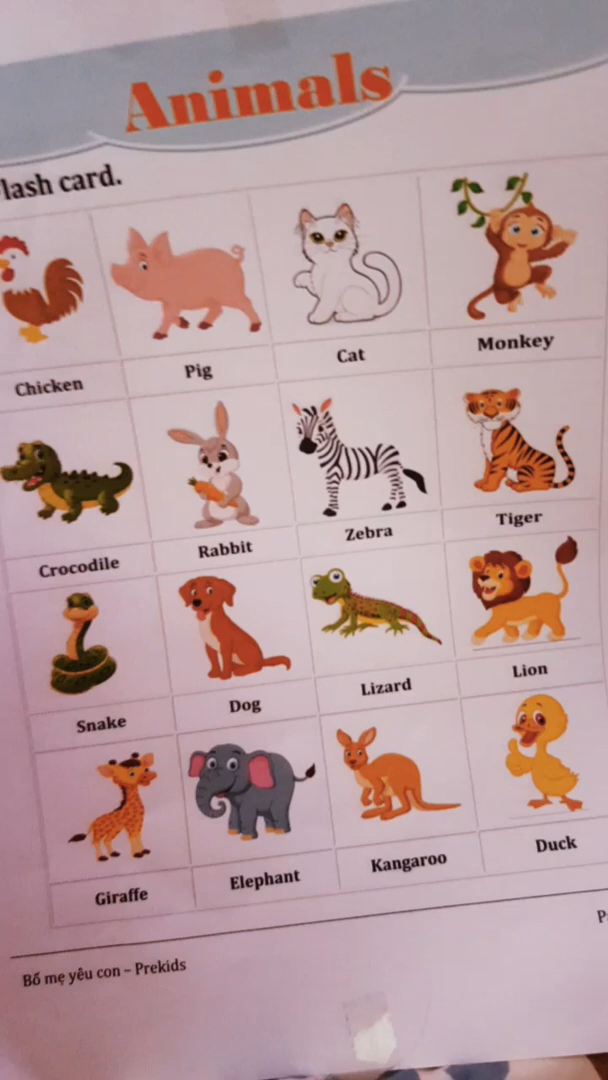 Animals
lash card.
Chicken Pig Cat Monkey
Crocodile Rabbit Zebra Tiger
Snake Dog Lizard Lion
Giraffe Elephant Kangaroo Duck
Bố mẹ yêu con – Prekids